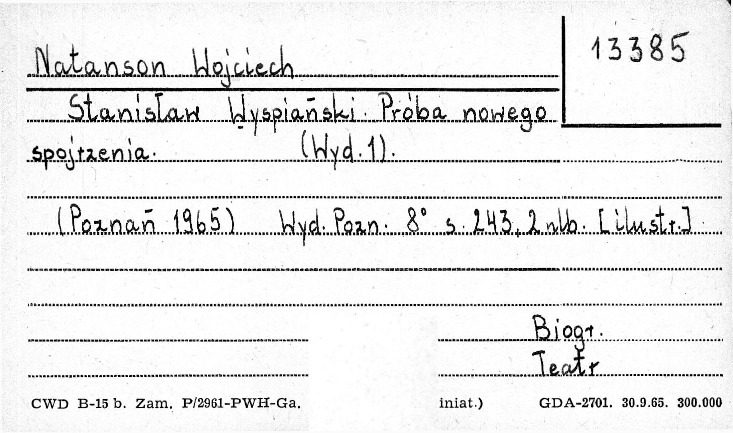 13385
Natanson Wojciech
Stanisław Wyspiański. Próba nowego
spojrzenia. (Wyd. 1).
(Poznań 1965) Wyd. Pozn. 8° s. 243, 2 nlb. [ilustr.]
Biogr.
Teatr
CWD B-15 b. Zam. P/2961-PWH-Ga. iniat.) GDA-2701. 30.9.65. 300.000